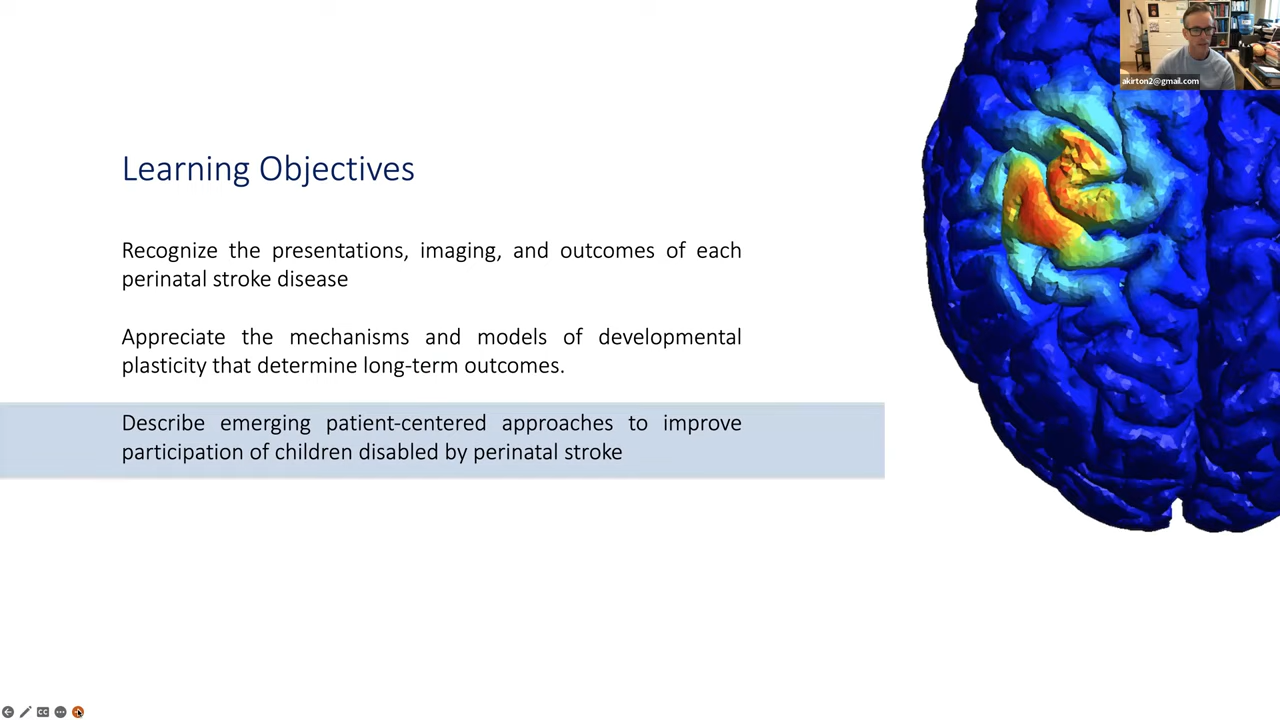 akirton2@gmail.com
Learning Objectives
Recognize the presentations, imaging, and outcomes of each
perinatal stroke disease
Appreciate the mechanisms and models of developmental
plasticity that determine long-term outcomes.
Describe emerging patient-centered approaches to improve
participation of children disabled by perinatal stroke
CC